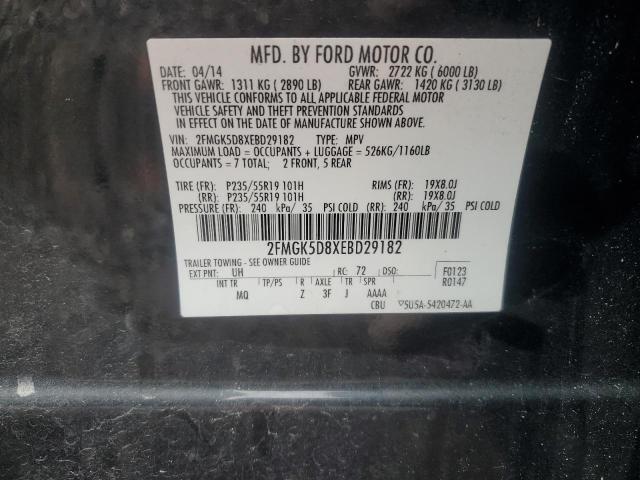 MFD. BY FORD MOTOR CO.
04/14 GVWR: 2722 KG ( 6000 LB)
FRONT GAWR: 1311 KG ( 2890 LB) REAR GAWR: 1420 KG ( 3130 LB)
THIS VEHICLE CONFORMS TO ALL APPLICABLE FEDERAL MOTOR
VEHICLE SAFETY AND THEFT PREVENTION STANDARDS
IN EFFECT ON THE DATE OF MANUFACTURE SHOWN ABOVE.
VIN: 2FMGK5D8XEBD29182 TYPE: MPV
MAXIMUM LOAD = OCCUPANTS + LUGGAGE = 526KG/1160LB
OCCUPANTS = 7 TOTAL; 2 FRONT, 5 REAR
TIRE (FR): P235/55R19 101H RIMS (FR): 19X8.0J
(RR): P235/55R19 101H (RR): 19X8.0J
PRESSURE (FR): 240 kPa/ 35 PSI COLD (RR): 240 kPa/ 35 PSI COLD
2FMGK5D8XEBD29182
TRAILER TOWING - SEE OWNER GUIDE
EXT PNT: UH RC: 72 DSO: F0123
INT TR TP/PS R AXLE TR SPR R0147
MQ Z 3F J AAAA
CBU ▽5U5A-5420472-AA